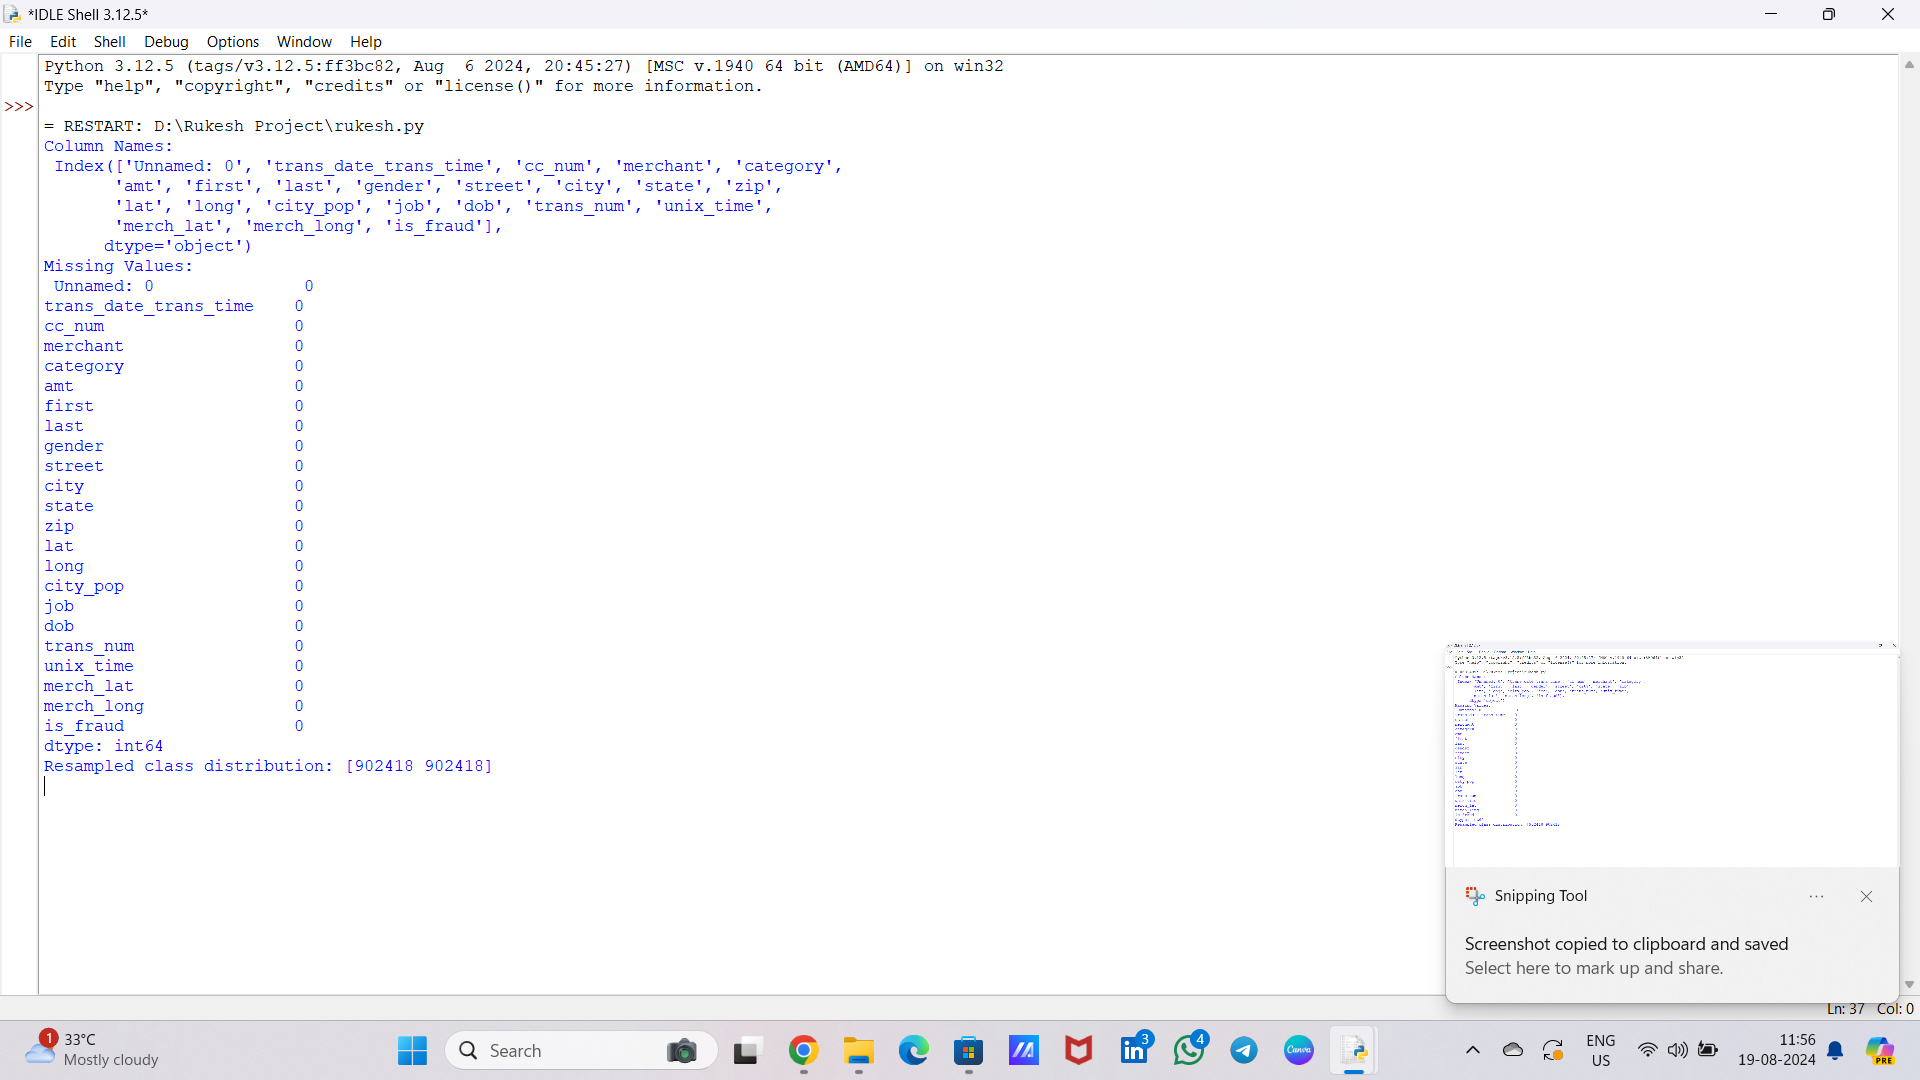 *IDLE Shell 3.12.5*
File Edit Shell Debug Options Window Help
Python 3.12.5 (tags/v3.12.5:ff3bc82, Aug  6 2024, 20:45:27) [MSC v.1940 64 bit (AMD64)] on win32
Type "help", "copyright", "credits" or "license()" for more information.
>>>
= RESTART: D:\Rukesh Project\rukesh.py
Column Names:
 Index(['Unnamed: 0', 'trans_date_trans_time', 'cc_num', 'merchant', 'category',
       'amt', 'first', 'last', 'gender', 'street', 'city', 'state', 'zip',
       'lat', 'long', 'city_pop', 'job', 'dob', 'trans_num', 'unix_time',
       'merch_lat', 'merch_long', 'is_fraud'],
      dtype='object')
Missing Values:
 Unnamed: 0               0
trans_date_trans_time    0
cc_num                   0
merchant                 0
category                 0
amt                      0
first                    0
last                     0
gender                   0
street                   0
city                     0
state                    0
zip                      0
lat                      0
long                     0
city_pop                 0
job                      0
dob                      0
trans_num                0
unix_time                0
merch_lat                0
merch_long               0
is_fraud                 0
dtype: int64
Resampled class distribution: [902418 902418]
Snipping Tool
Screenshot copied to clipboard and saved
Select here to mark up and share.
Ln: 37 Col: 0
1
33°C
Mostly cloudy
Search
3
4
Canva
ENG
US
11:56
19-08-2024
PRE